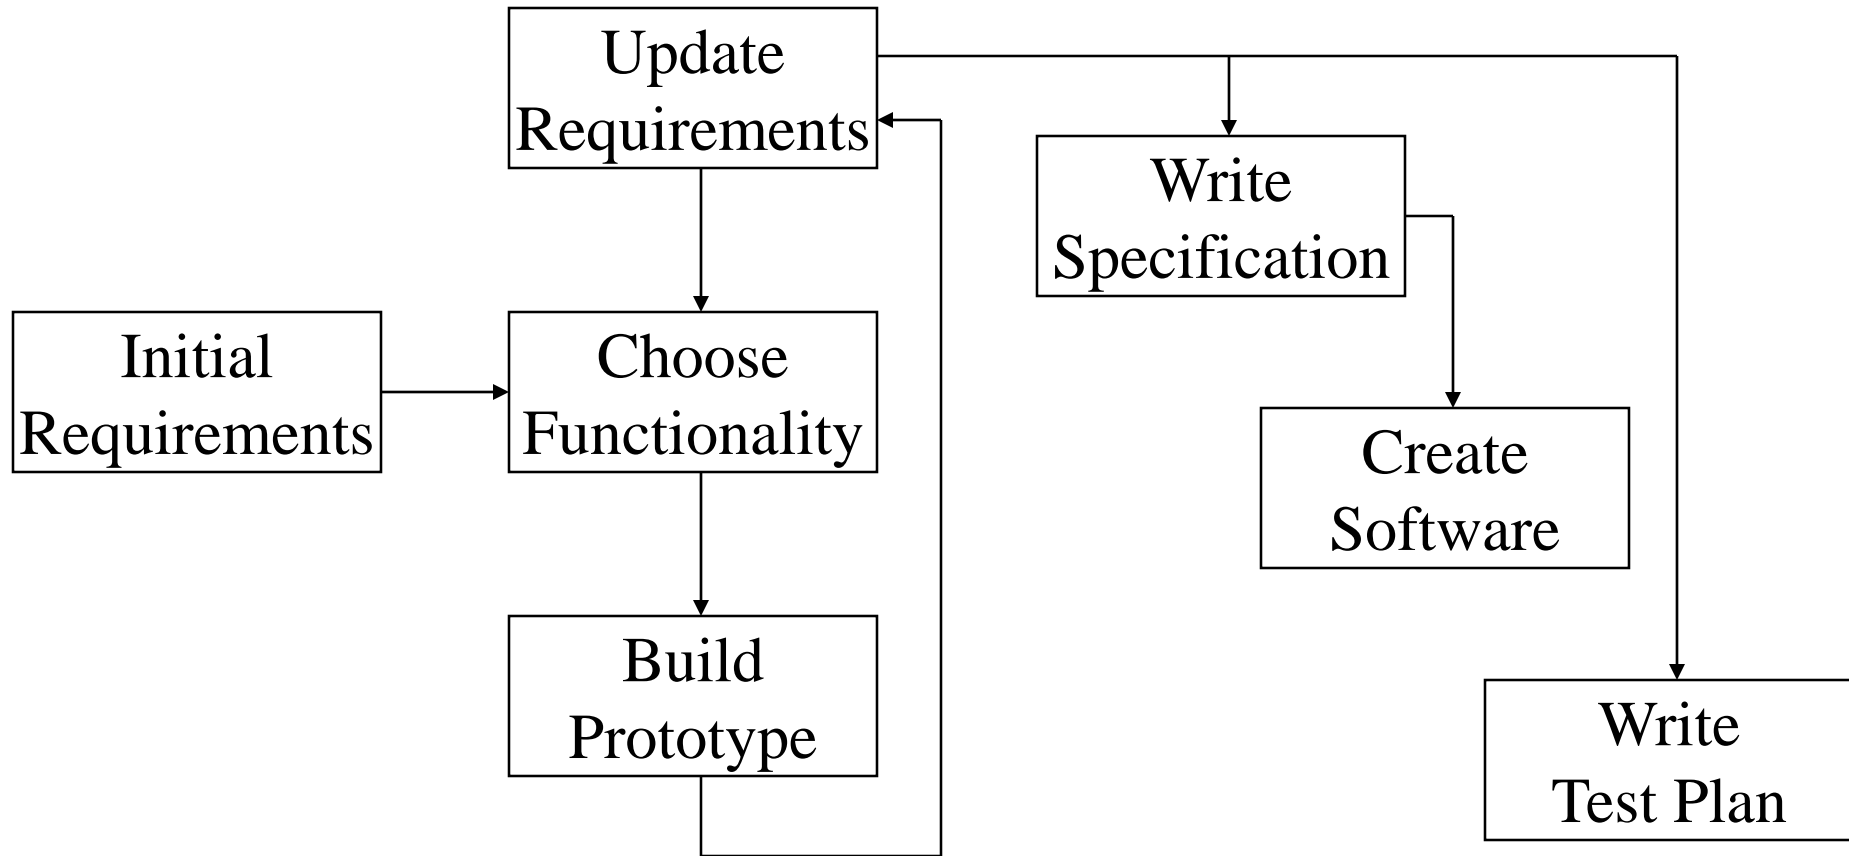 Update
Requirements
Write
Specification
Initial
Requirements
Choose
Functionality
Create
Software
Build
Prototype
Write
Test Plan